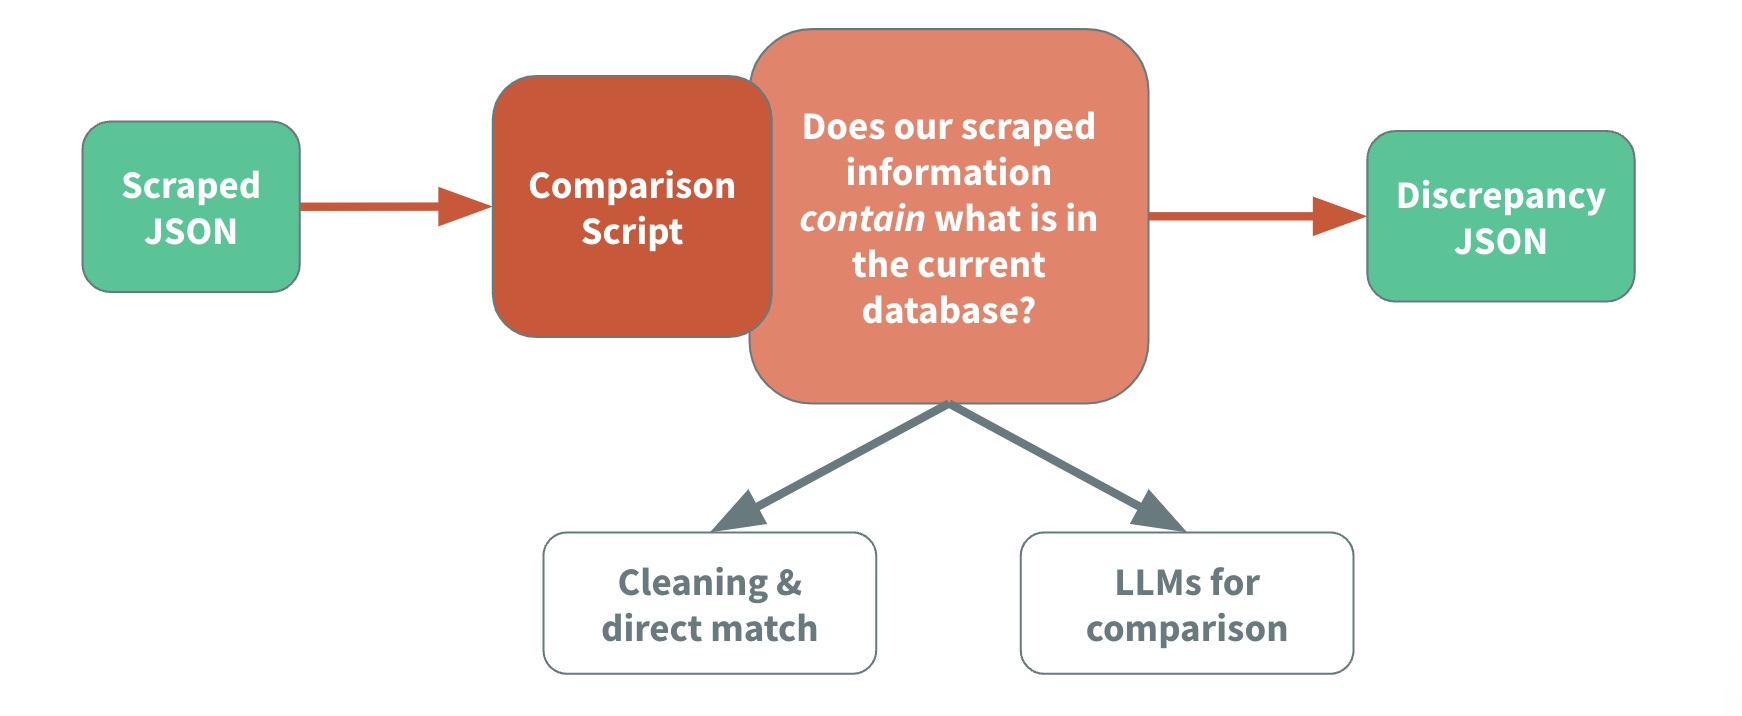 Scraped
JSON
Comparison
Script
Does our scraped
information
contain what is in
the current
database?
Discrepancy
JSON
Cleaning &
direct match
LLMs for
comparison